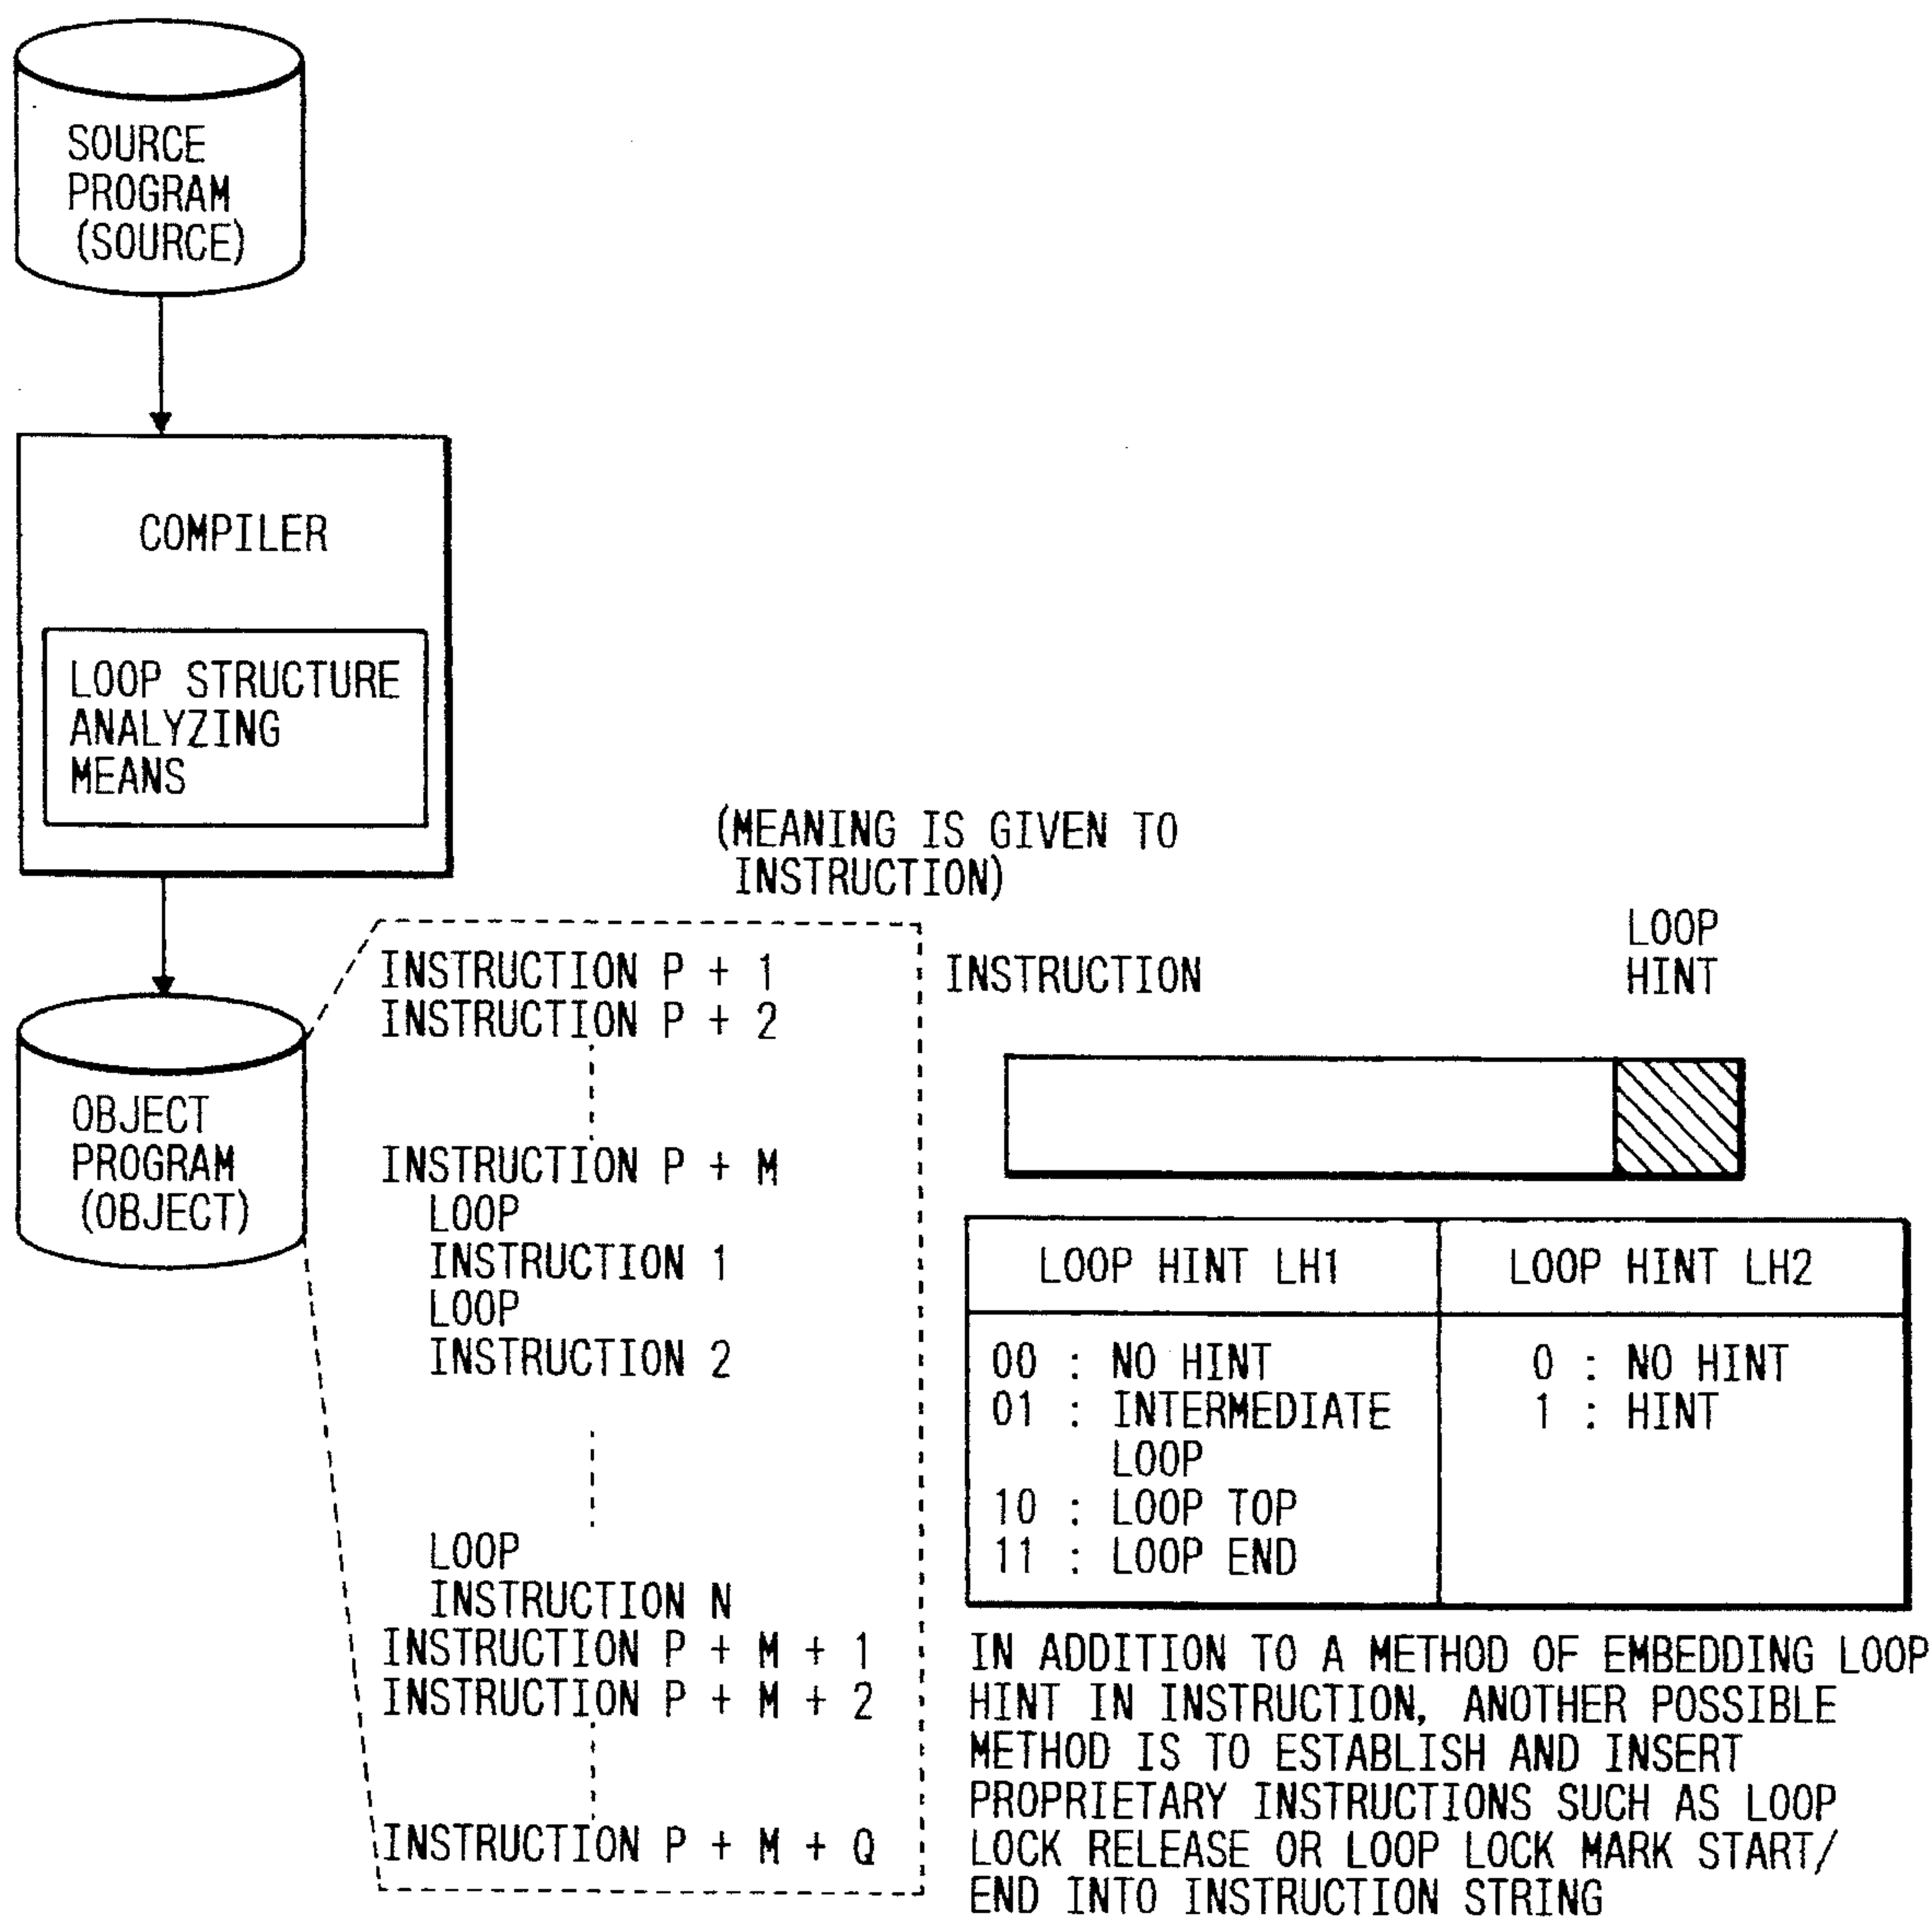 SOURCE
PROGRAM
(SOURCE)
COMPILER
LOOP STRUCTURE
ANALYZING
MEANS
OBJECT
PROGRAM
(OBJECT)
(MEANING IS GIVEN TO
INSTRUCTION)
INSTRUCTION P + 1
INSTRUCTION P + 2
INSTRUCTION P + M
LOOP
INSTRUCTION 1
LOOP
INSTRUCTION 2
LOOP
INSTRUCTION N
INSTRUCTION P + M + 1
INSTRUCTION P + M + 2
INSTRUCTION P + M + Q
INSTRUCTION
LOOP
HINT
LOOP HINT LH1
00 : NO HINT
01 : INTERMEDIATE
LOOP
10 : LOOP TOP
11 : LOOP END
LOOP HINT LH2
0 : NO HINT
1 : HINT
IN ADDITION TO A METHOD OF EMBEDDING LOOP
HINT IN INSTRUCTION, ANOTHER POSSIBLE
METHOD IS TO ESTABLISH AND INSERT
PROPRIETARY INSTRUCTIONS SUCH AS LOOP
LOCK RELEASE OR LOOP LOCK MARK START/
END INTO INSTRUCTION STRING